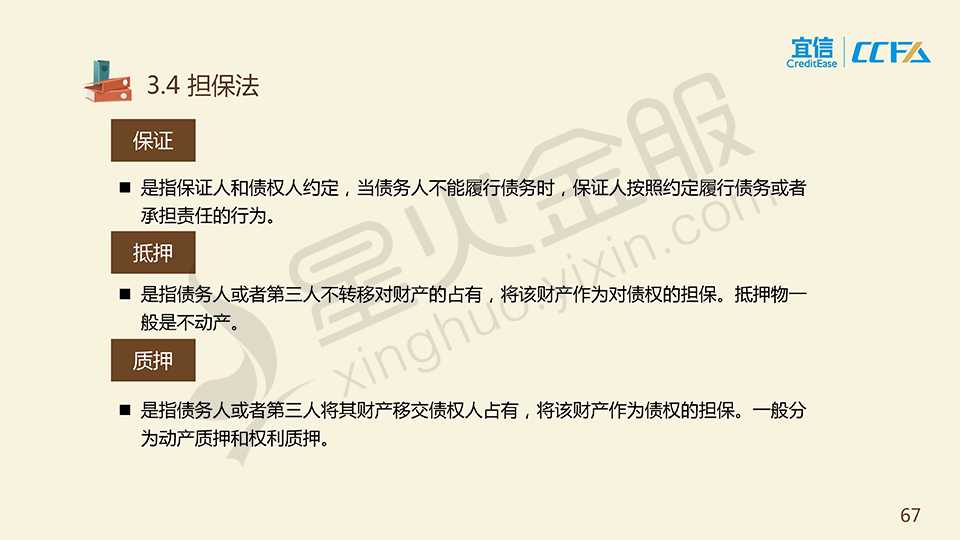 宜信
CreditEase
CCFA
3.4 担保法
保证
■ 是指保证人和债权人约定，当债务人不能履行债务时，保证人按照约定履行债务或者
承担责任的行为。
抵押
■ 是指债务人或者第三人不转移对财产的占有，将该财产作为对债权的担保。抵押物一
般是不动产。
质押
■ 是指债务人或者第三人将其财产移交债权人占有，将该财产作为债权的担保。一般分
为动产质押和权利质押。
星火金服
xinghuo.yixin.com
67